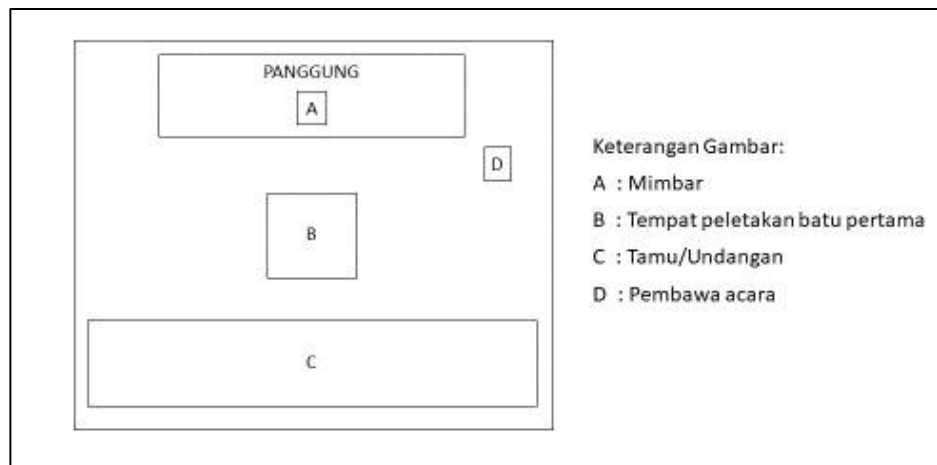 PANGGUNG
A
D
B
C
Keterangan Gambar:
A : Mimbar
B : Tempat peletakan batu pertama
C : Tamu/Undangan
D : Pembawa acara